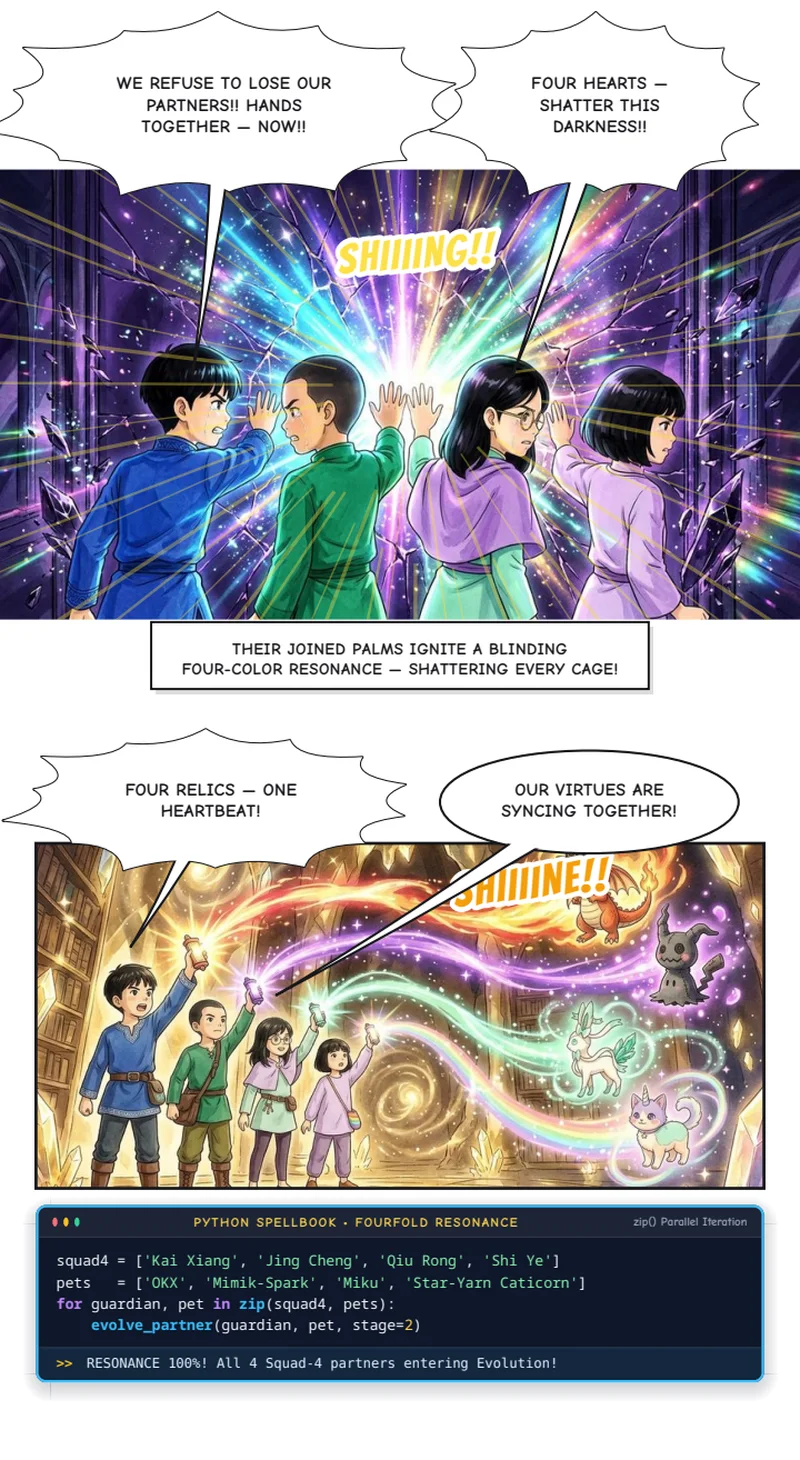 WE REFUSE TO LOSE OUR
PARTNERS!! HANDS
TOGETHER — NOW!!
FOUR HEARTS —
SHATTER THIS
DARKNESS!!
SHIIIING!!
THEIR JOINED PALMS IGNITE A BLINDING
FOUR-COLOR RESONANCE — SHATTERING EVERY CAGE!
FOUR RELICS — ONE
HEARTBEAT!
OUR VIRTUES ARE
SYNCING TOGETHER!
SHIIIINE!!
PYTHON SPELLBOOK · FOURFOLD RESONANCE
zip() Parallel Iteration
squad4 = ['Kai Xiang', 'Jing Cheng', 'Qiu Rong', 'Shi Ye']
pets   = ['OKX', 'Mimik-Spark', 'Miku', 'Star-Yarn Caticorn']
for guardian, pet in zip(squad4, pets):
    evolve_partner(guardian, pet, stage=2)
>> RESONANCE 100%! All 4 Squad-4 partners entering Evolution!